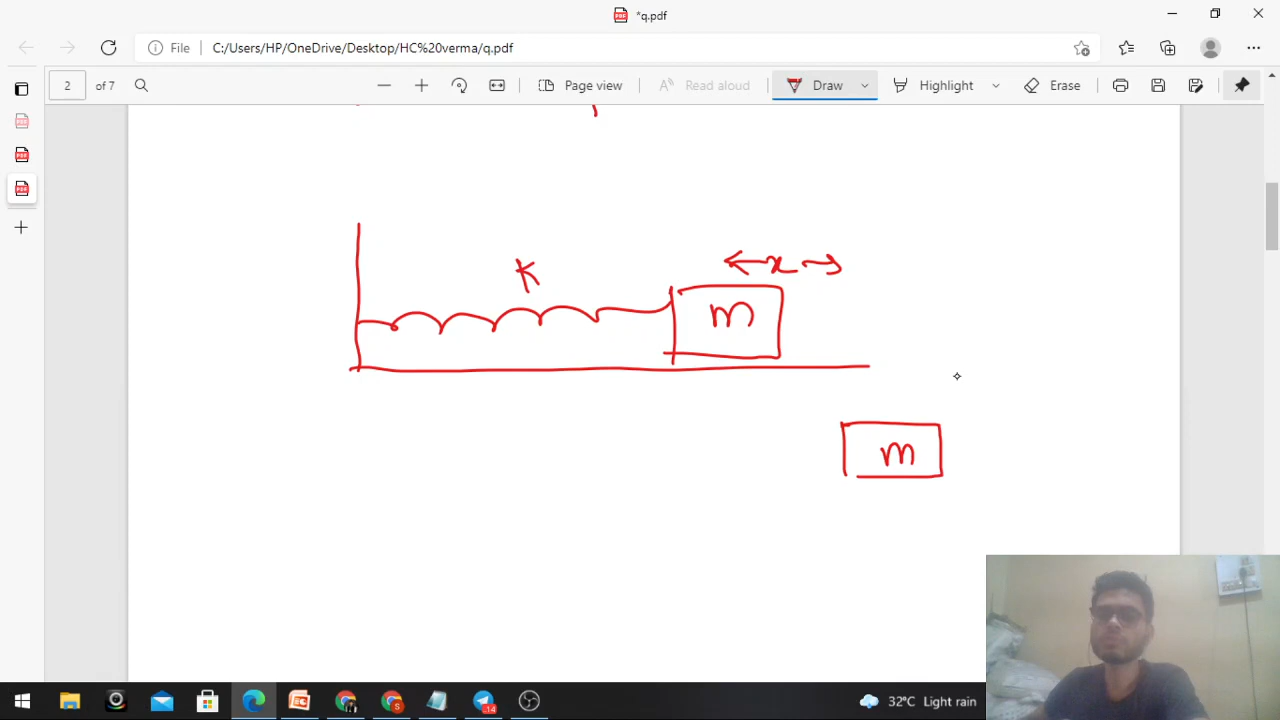 *q.pdf
File C:/Users/HP/OneDrive/Desktop/HC%20verma/q.pdf
2 of 7 Page view Read aloud Draw Highlight Erase
K
x
m
m
14
32°C Light rain